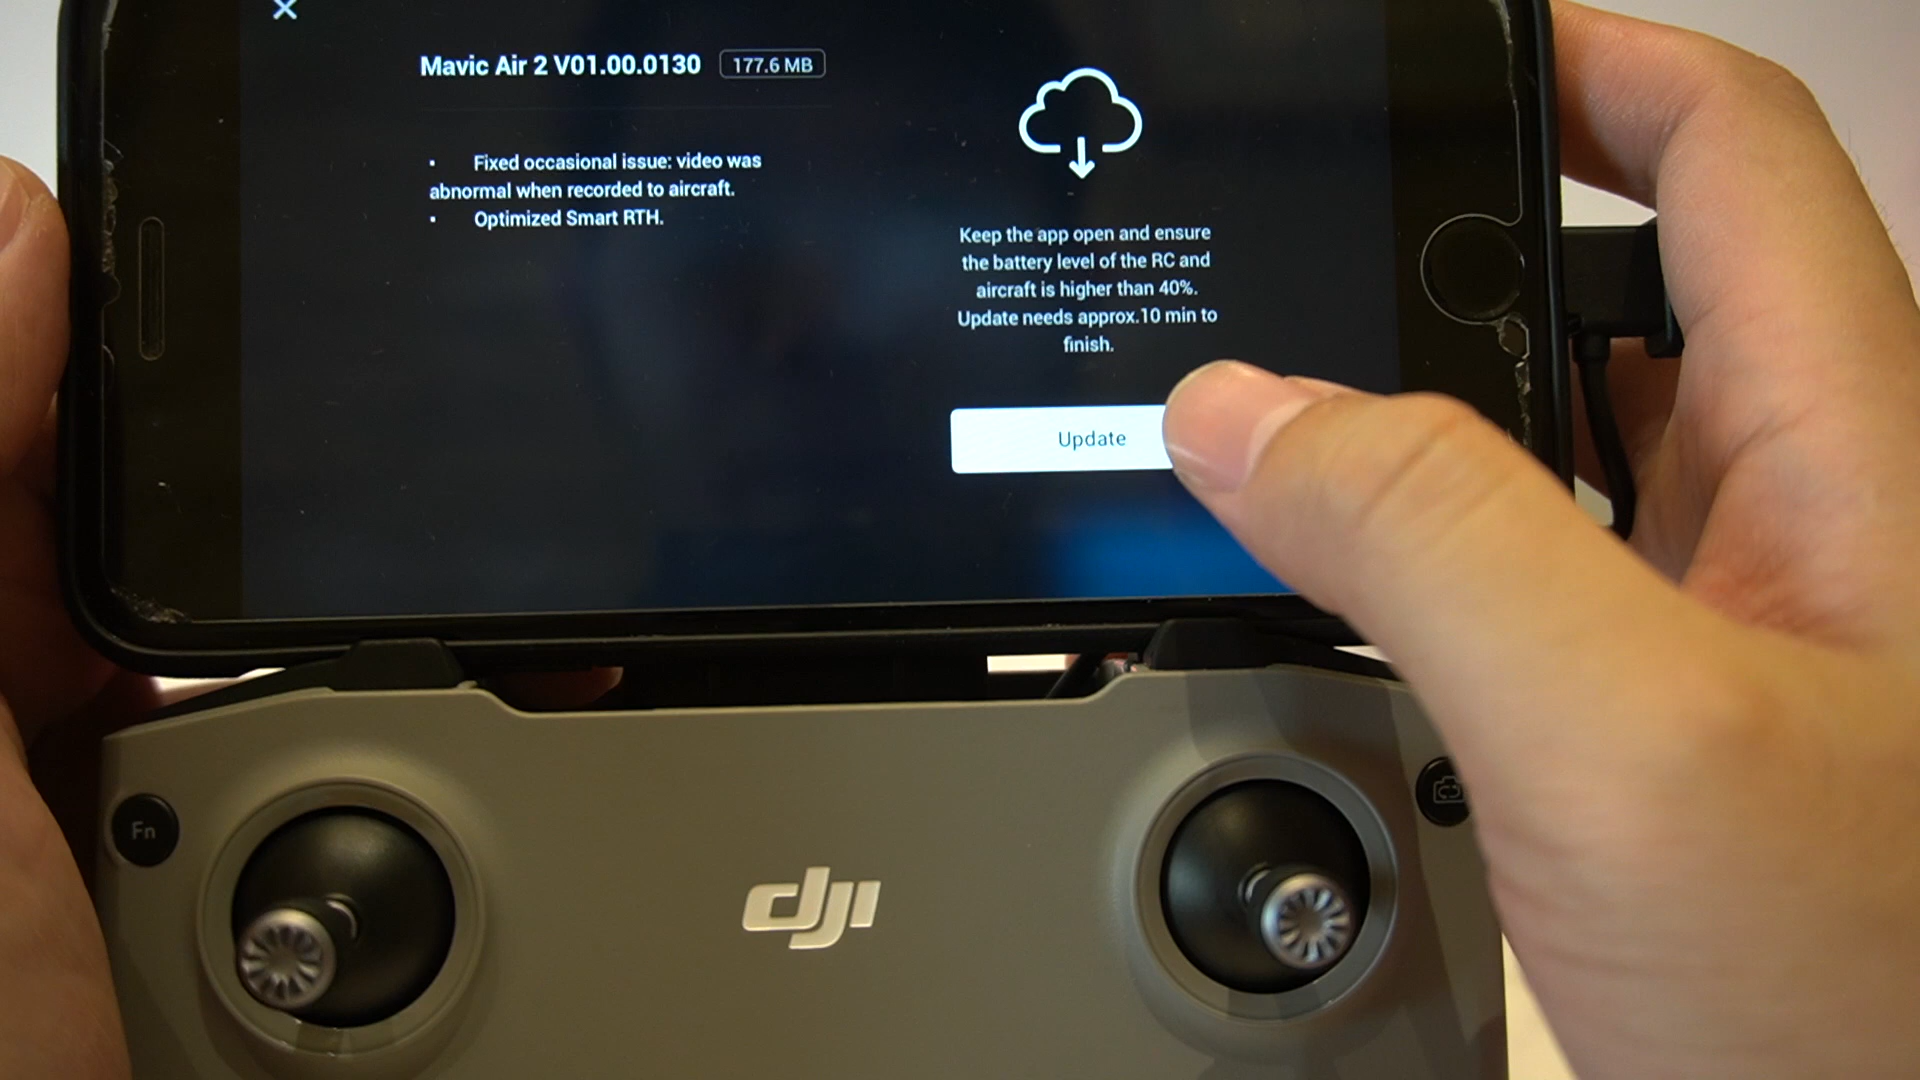 Mavic Air 2 V01.00.0130 177.6 MB
• Fixed occasional issue: video was
abnormal when recorded to aircraft.
• Optimized Smart RTH.
Keep the app open and ensure
the battery level of the RC and
aircraft is higher than 40%.
Update needs approx.10 min to
finish.
Update
Fn
dji